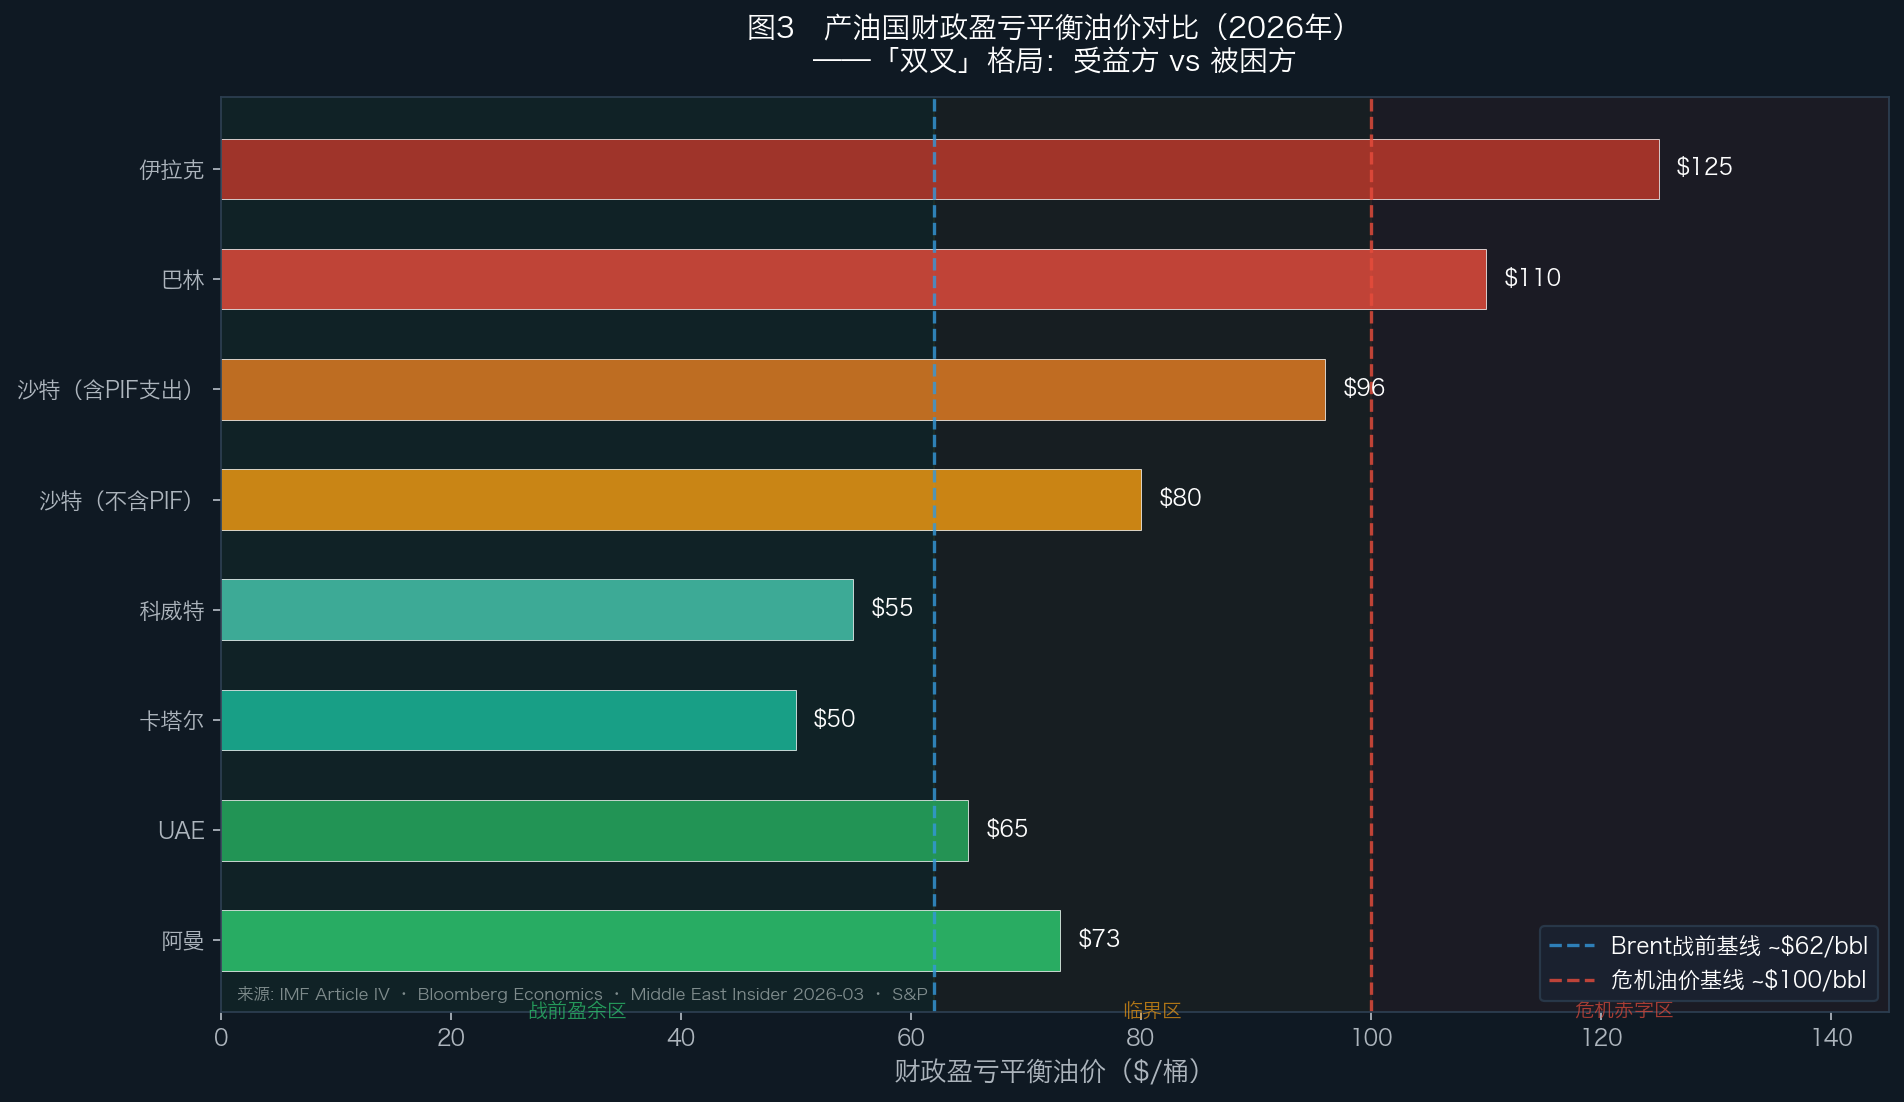 图3　产油国财政盈亏平衡油价对比（2026年）
——「双叉」格局：受益方 vs 被困方
伊拉克
$125
巴林
$110
沙特（含PIF支出）
$96
沙特（不含PIF）
$80
科威特
$55
卡塔尔
$50
UAE
$65
阿曼
$73
Brent战前基线 ~$62/bbl
危机油价基线 ~$100/bbl
来源: IMF Article IV · Bloomberg Economics · Middle East Insider 2026-03 · S&P
战前盈余区
临界区
危机赤字区
0 20 40 60 80 100 120 140
财政盈亏平衡油价（$/桶）